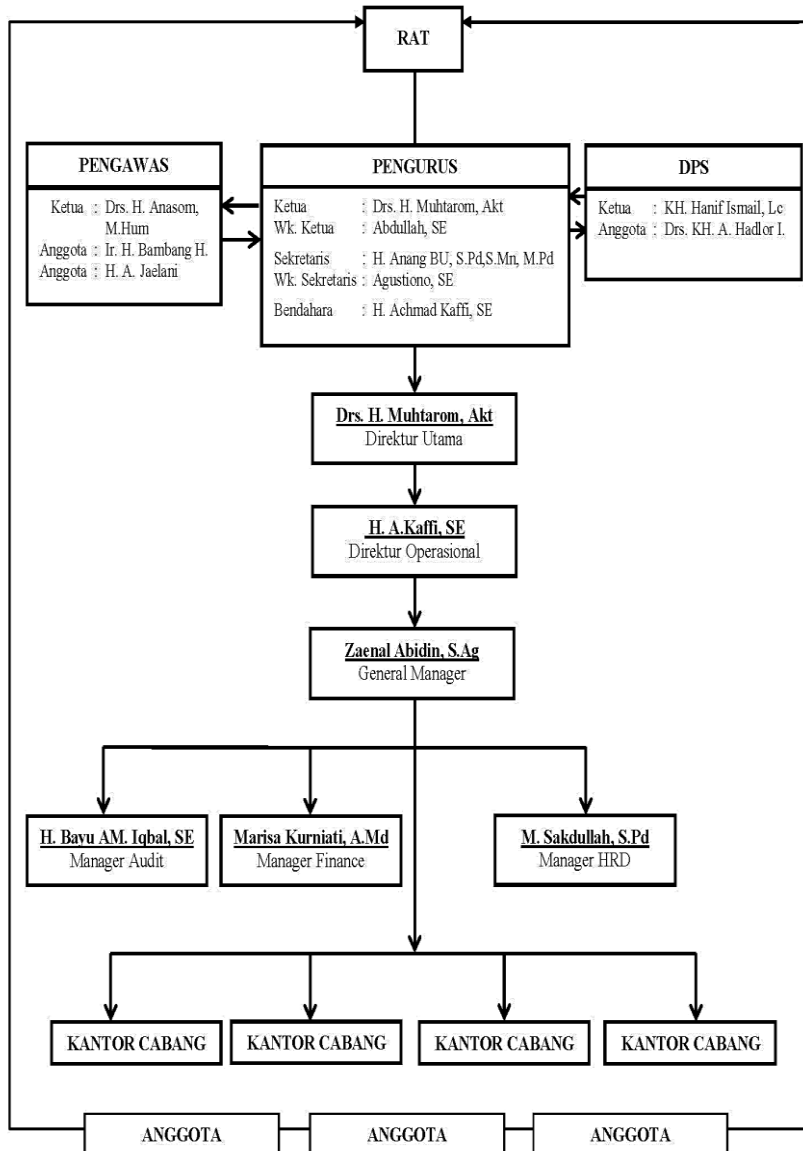 RAT
PENGAWAS
Ketua : Drs. H. Anasom,
M.Hum
Anggota : Ir. H. Bambang H.
Anggota : H. A. Jaelani
PENGURUS
Ketua : Drs. H. Muhtarom, Akt
Wk. Ketua : Abdullah, SE
Sekretaris : H. Anang BU, S.Pd,S.Mn, M.Pd
Wk. Sekretaris : Agustiono, SE
Bendahara : H. Achmad Kaffi, SE
DPS
Ketua : KH. Hanif Ismail, Lc
Anggota : Drs. KH. A. Hadlor I.
Drs. H. Muhtarom, Akt
Direktur Utama
H. A.Kaffi, SE
Direktur Operasional
Zaenal Abidin, S.Ag
General Manager
H. Bayu AM. Iqbal, SE
Manager Audit
Marisa Kurniati, A.Md
Manager Finance
M. Sakdullah, S.Pd
Manager HRD
KANTOR CABANG
KANTOR CABANG
KANTOR CABANG
KANTOR CABANG
ANGGOTA
ANGGOTA
ANGGOTA